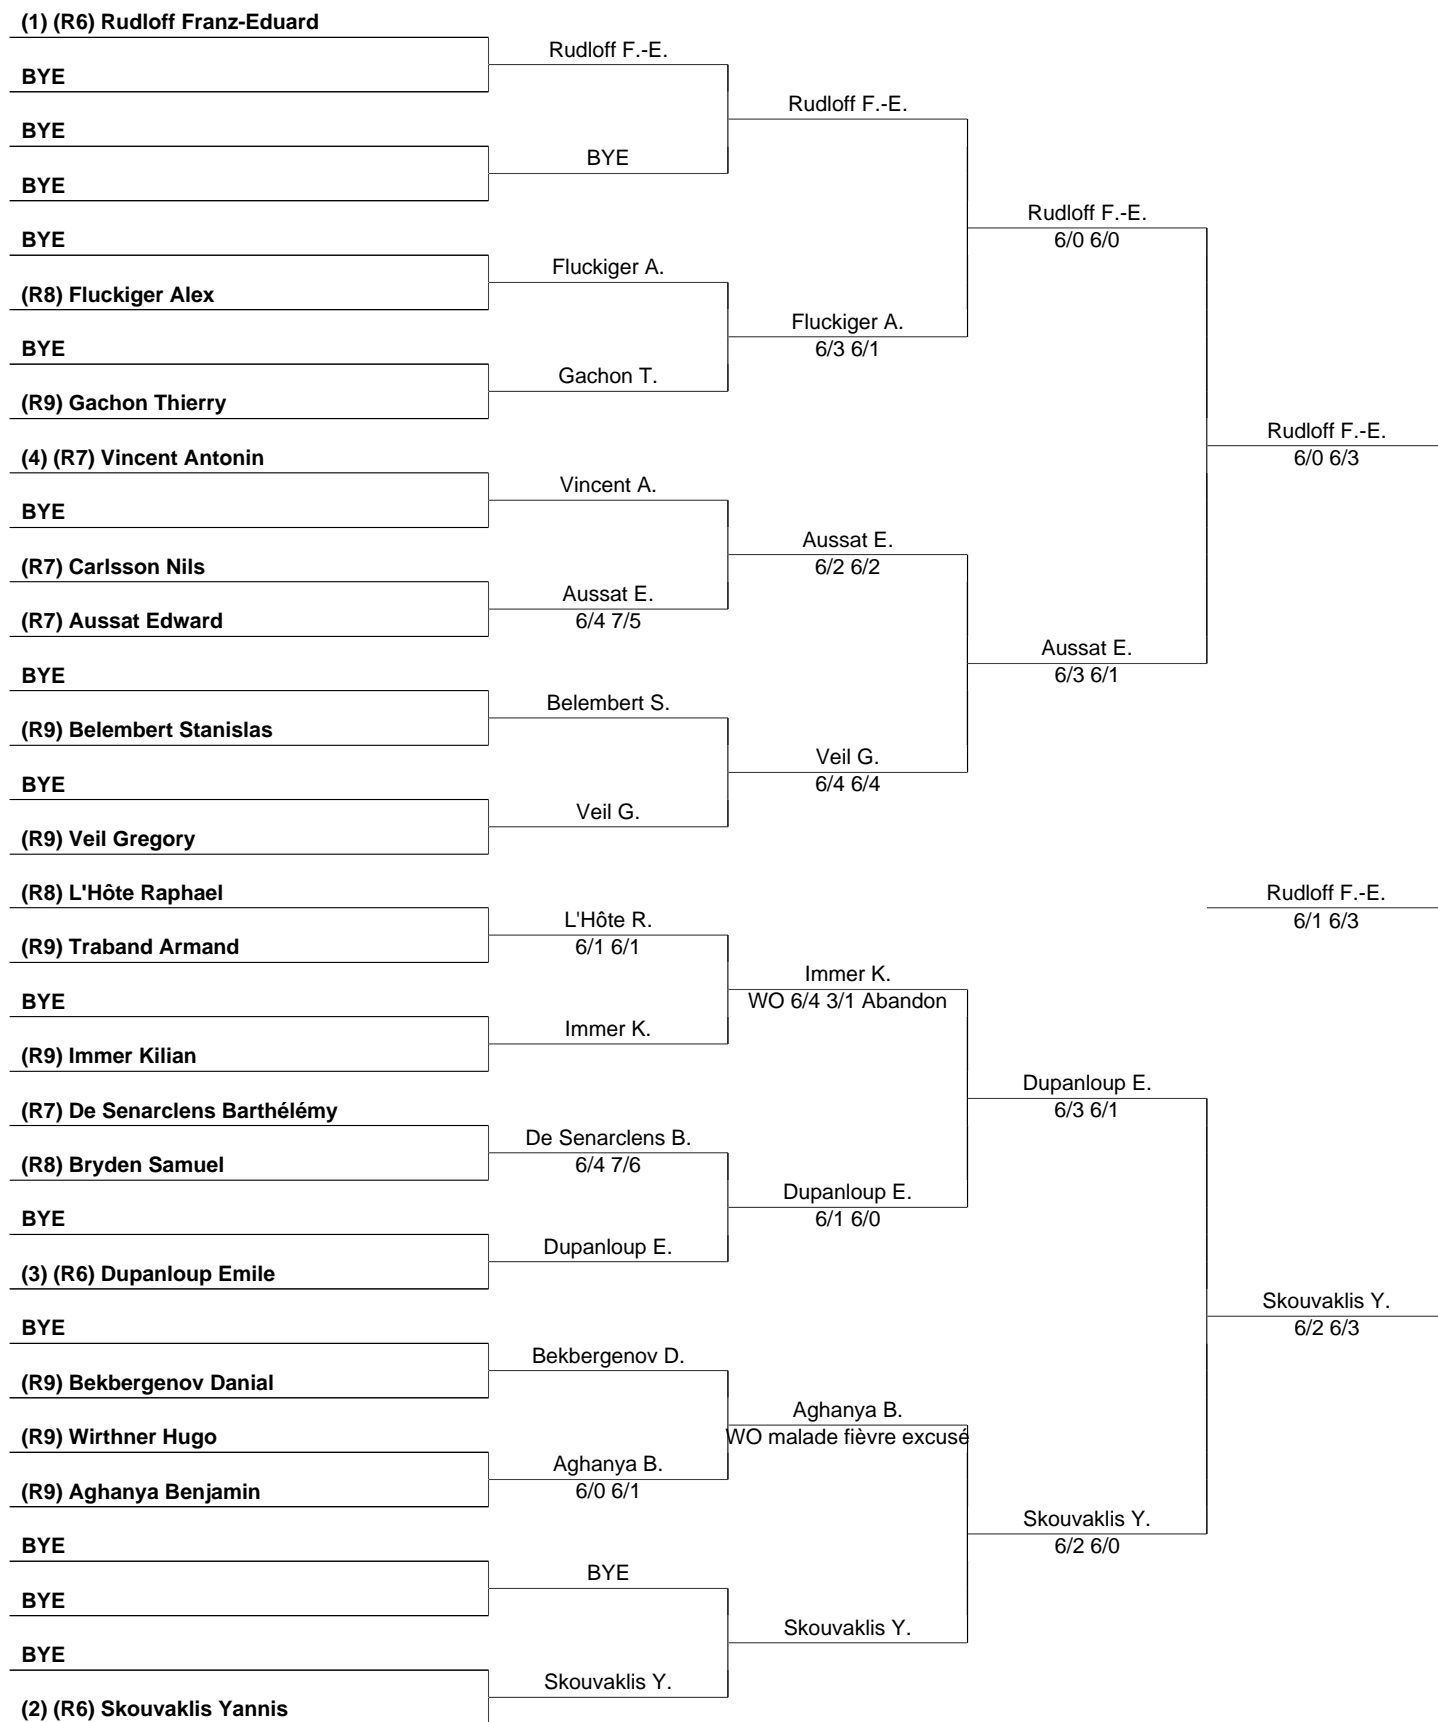 (1) (R6) Rudloff Franz-Eduard
BYE
BYE
BYE
BYE
(R8) Fluckiger Alex
BYE
(R9) Gachon Thierry
(4) (R7) Vincent Antonin
BYE
(R7) Carlsson Nils
(R7) Aussat Edward
BYE
(R9) Belembert Stanislas
BYE
(R9) Veil Gregory
(R8) L'Hôte Raphael
(R9) Traband Armand
BYE
(R9) Immer Kilian
(R7) De Senarclens Barthélémy
(R8) Bryden Samuel
BYE
(3) (R6) Dupanloup Emile
BYE
(R9) Bekbergenov Danial
(R9) Wirthner Hugo
(R9) Aghanya Benjamin
BYE
BYE
BYE
(2) (R6) Skouvaklis Yannis
Rudloff F.-E.
BYE
Fluckiger A.
Gachon T.
Vincent A.
Aussat E.
6/4 7/5
Belembert S.
Veil G.
L'Hôte R.
6/1 6/1
Immer K.
De Senarclens B.
6/4 7/6
Dupanloup E.
Bekbergenov D.
Aghanya B.
6/0 6/1
BYE
Skouvaklis Y.
Rudloff F.-E.
Fluckiger A.
6/3 6/1
Aussat E.
6/2 6/2
Veil G.
6/4 6/4
Immer K.
WO 6/4 3/1 Abandon
Dupanloup E.
6/1 6/0
Aghanya B.
WO malade fièvre excusé
Skouvaklis Y.
Rudloff F.-E.
6/0 6/0
Aussat E.
6/3 6/1
Dupanloup E.
6/3 6/1
Skouvaklis Y.
6/2 6/0
Rudloff F.-E.
6/0 6/3
Rudloff F.-E.
6/1 6/3
Skouvaklis Y.
6/2 6/3